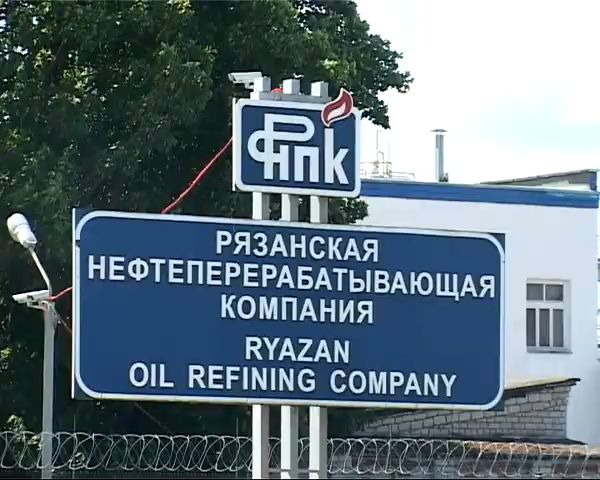 РНПК
РЯЗАНСКАЯ
НЕФТЕПЕРЕРАБАТЫВАЮЩАЯ
КОМПАНИЯ
RYAZAN
OIL REFINING COMPANY